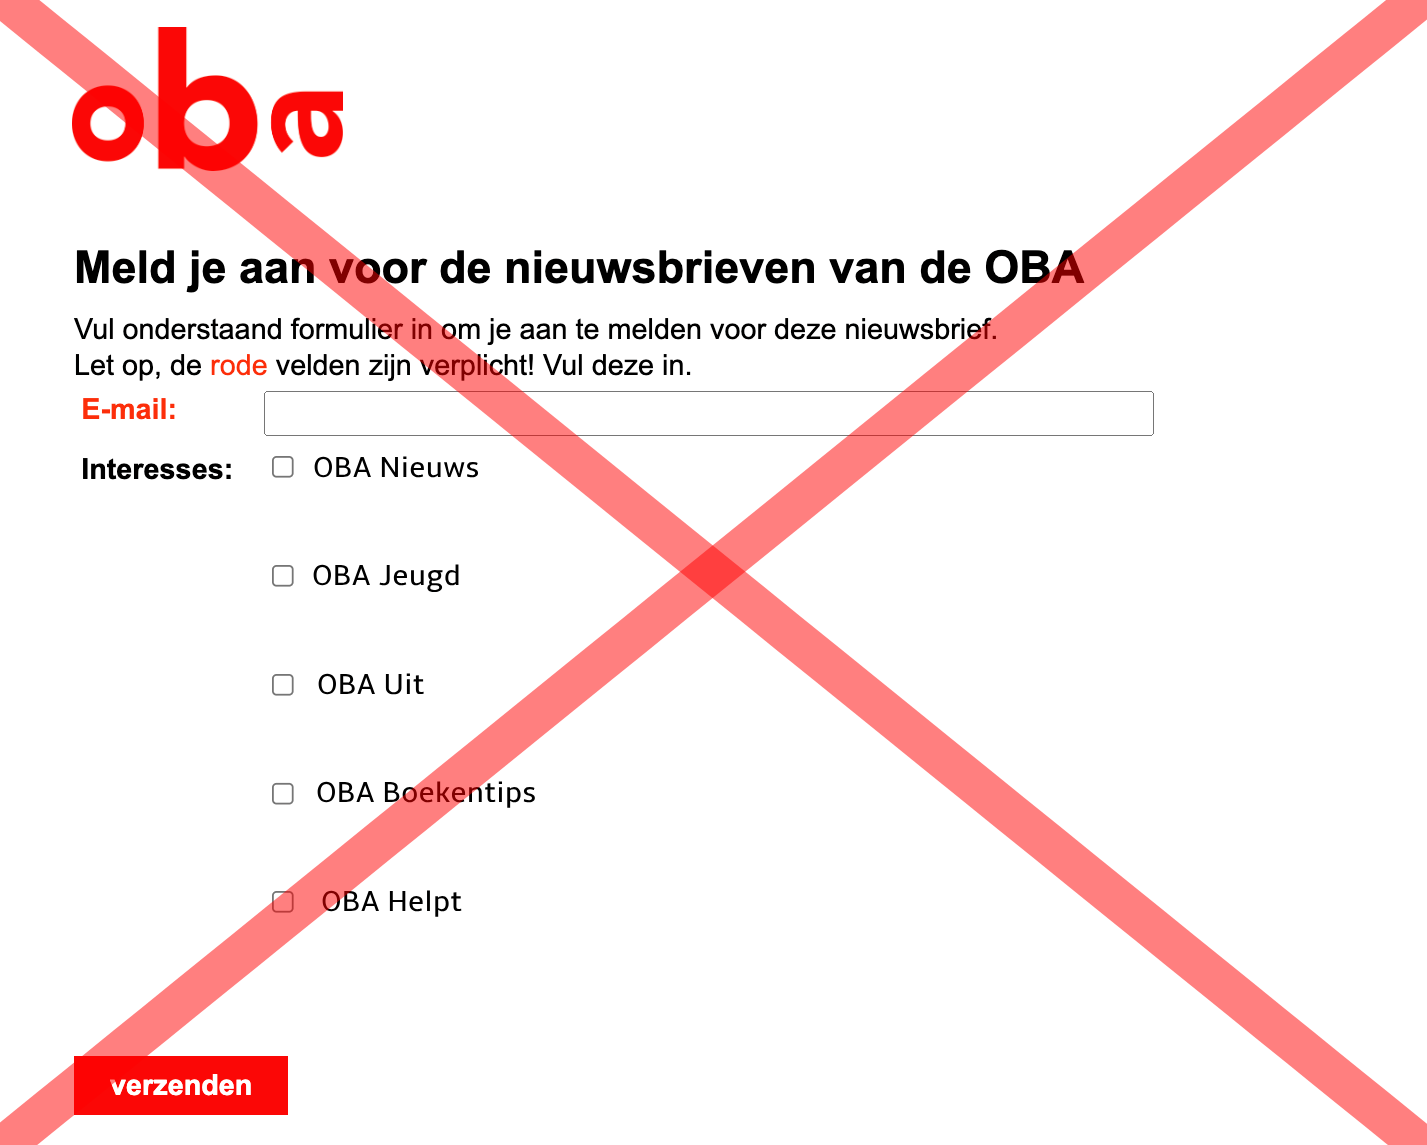 oba
Meld je aan voor de nieuwsbrieven van de OBA
Vul onderstaand formulier in om je aan te melden voor deze nieuwsbrief.
Let op, de rode velden zijn verplicht! Vul deze in.
E-mail:
Interesses: OBA Nieuws
OBA Jeugd
OBA Uit
OBA Boekentips
OBA Helpt
verzenden